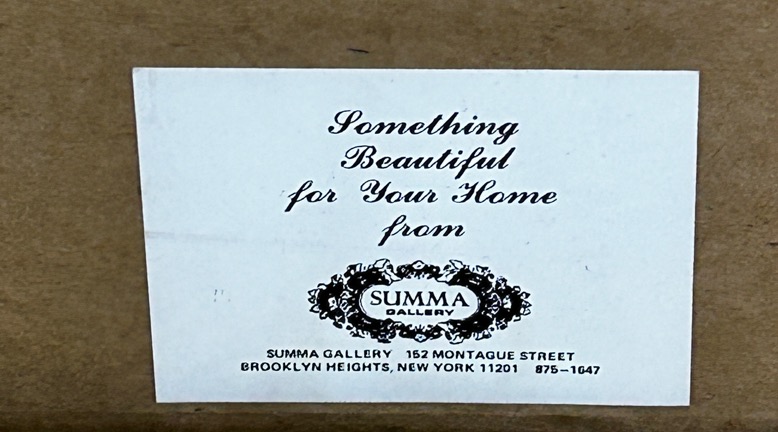 Something
Beautiful
for Your Home
from
SUMMA
GALLERY
SUMMA GALLERY 152 MONTAGUE STREET
BROOKLYN HEIGHTS, NEW YORK 11201 875-1647